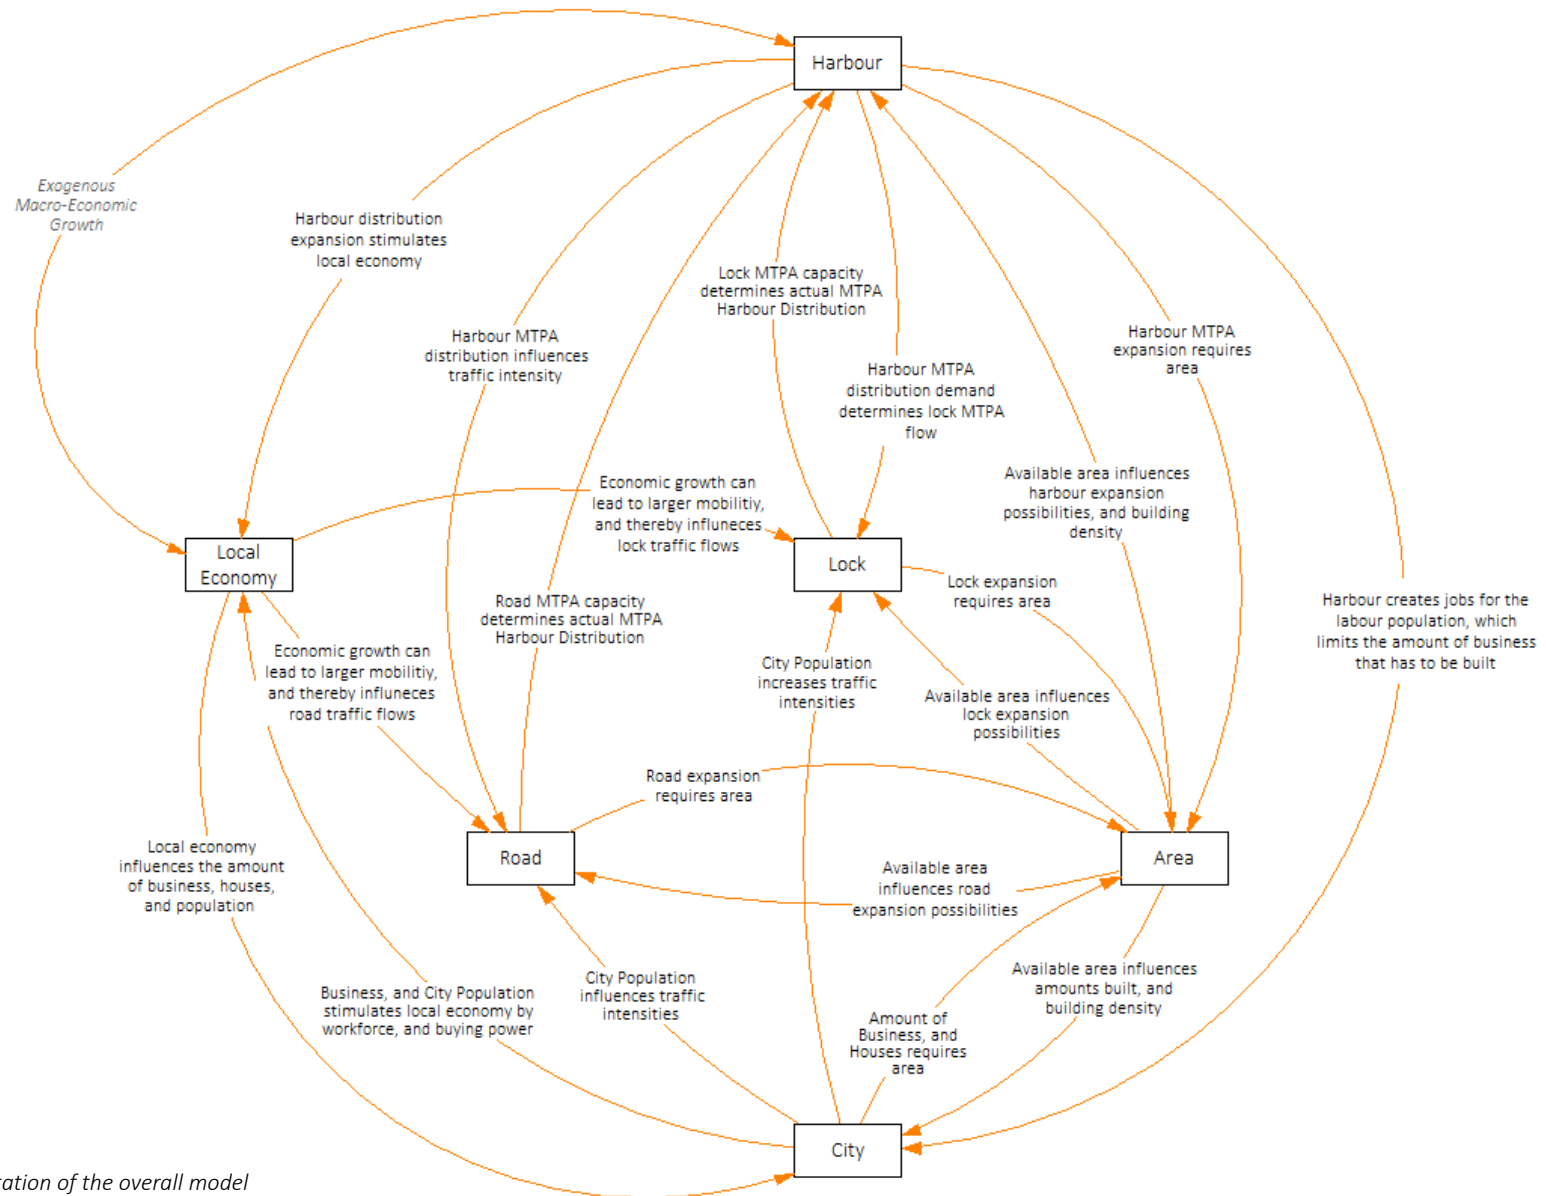 Harbour
Exogenous
Macro-Economic
Growth
Harbour distribution
expansion stimulates
local economy
Lock MTPA capacity
determines actual MTPA
Harbour Distribution
Harbour MTPA
distribution influences
traffic intensity
Harbour MTPA
expansion requires
area
Harbour MTPA
distribution demand
determines lock MTPA
flow
Available area influences
harbour expansion
possibilities, and building
density
Economic growth can
lead to larger mobilitiy,
and thereby influneces
lock traffic flows
Local
Economy
Lock
Lock expansion
requires area
Harbour creates jobs for the
labour population, which
limits the amount of business
that has to be built
Road MTPA capacity
determines actual MTPA
Harbour Distribution
Economic growth can
lead to larger mobilitiy,
and thereby influneces
road traffic flows
City Population
increases traffic
intensities
Available area influences
lock expansion
possibilities
Road expansion
requires area
Local economy
influences the amount
of business, houses,
and population
Road
Area
Available area
influences road
expansion possibilities
Business, and City Population
stimulates local economy by
workforce, and buying power
City Population
influences traffic
intensities
Available area influences
amounts built, and
building density
Amount of
Business, and
Houses requires
area
City
ation of the overall model